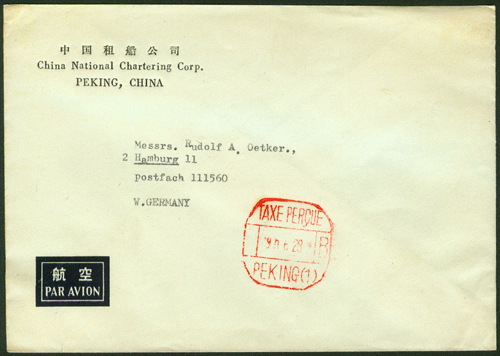 中国租船公司
China National Chartering Corp.
PEKING, CHINA
Messrs. Rudolf A. Oetker.,
2 Hamburg 11
postfach 111560
W.GERMANY
TAXE PERÇUE
B
PEKING(1)
航空
PAR AVION